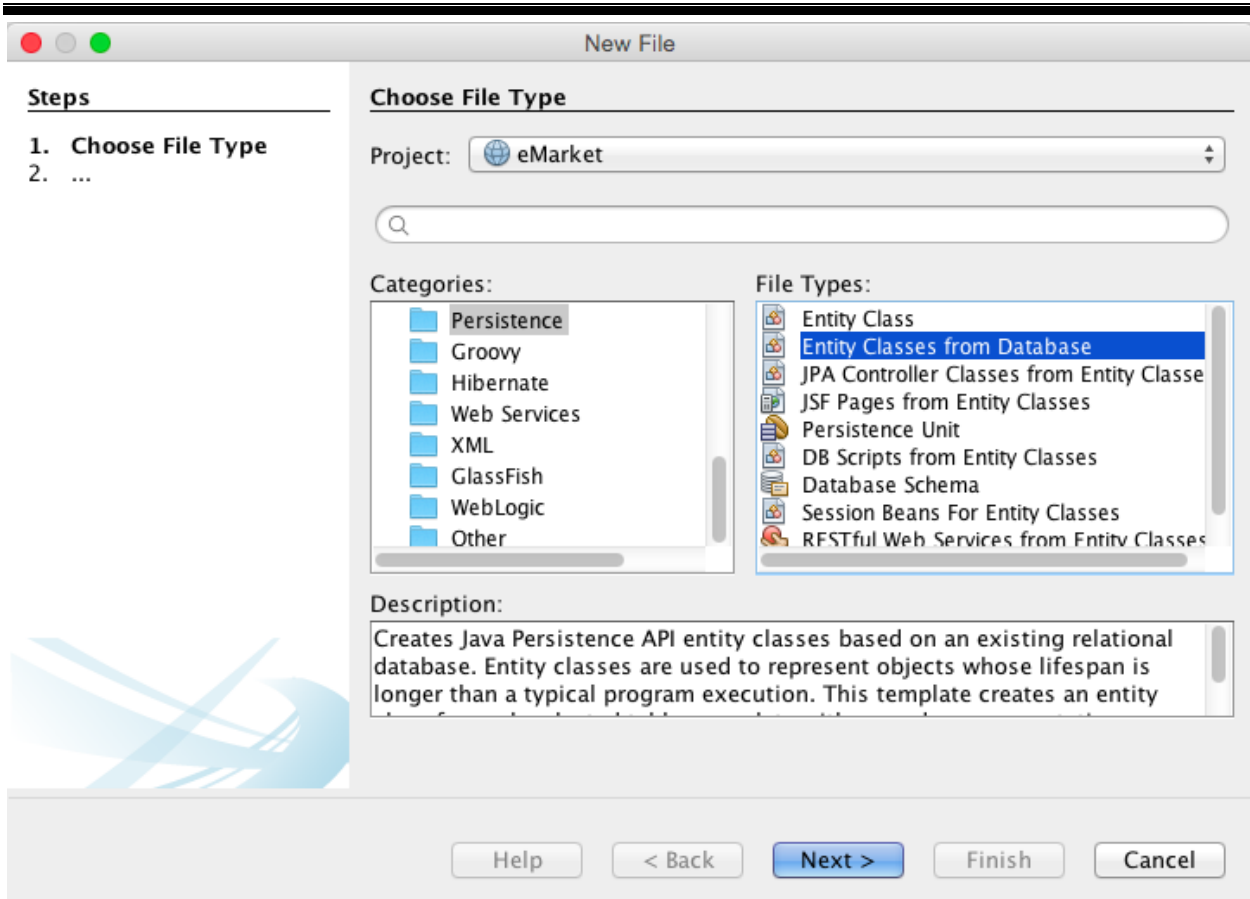 New File
Steps
1. Choose File Type
2. ...
Choose File Type
Project: eMarket
Categories:
Persistence
Groovy
Hibernate
Web Services
XML
GlassFish
WebLogic
Other
File Types:
Entity Class
Entity Classes from Database
JPA Controller Classes from Entity Classe
JSF Pages from Entity Classes
Persistence Unit
DB Scripts from Entity Classes
Database Schema
Session Beans For Entity Classes
RESTful Web Services from Entity Classes
Description:
Creates Java Persistence API entity classes based on an existing relational
database. Entity classes are used to represent objects whose lifespan is
longer than a typical program execution. This template creates an entity
Help
< Back
Next >
Finish
Cancel